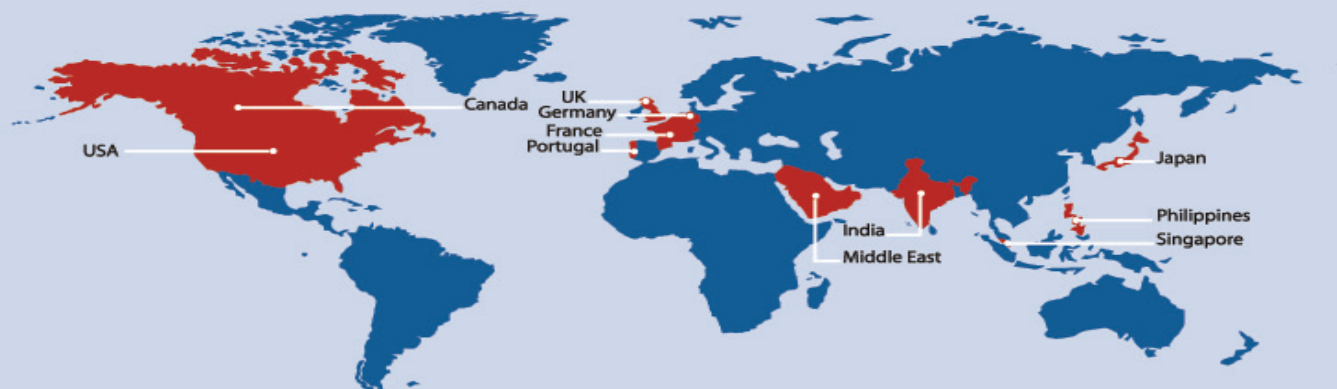 Canada
USA
UK
Germany
France
Portugal
India
Middle East
Japan
Philippines
Singapore